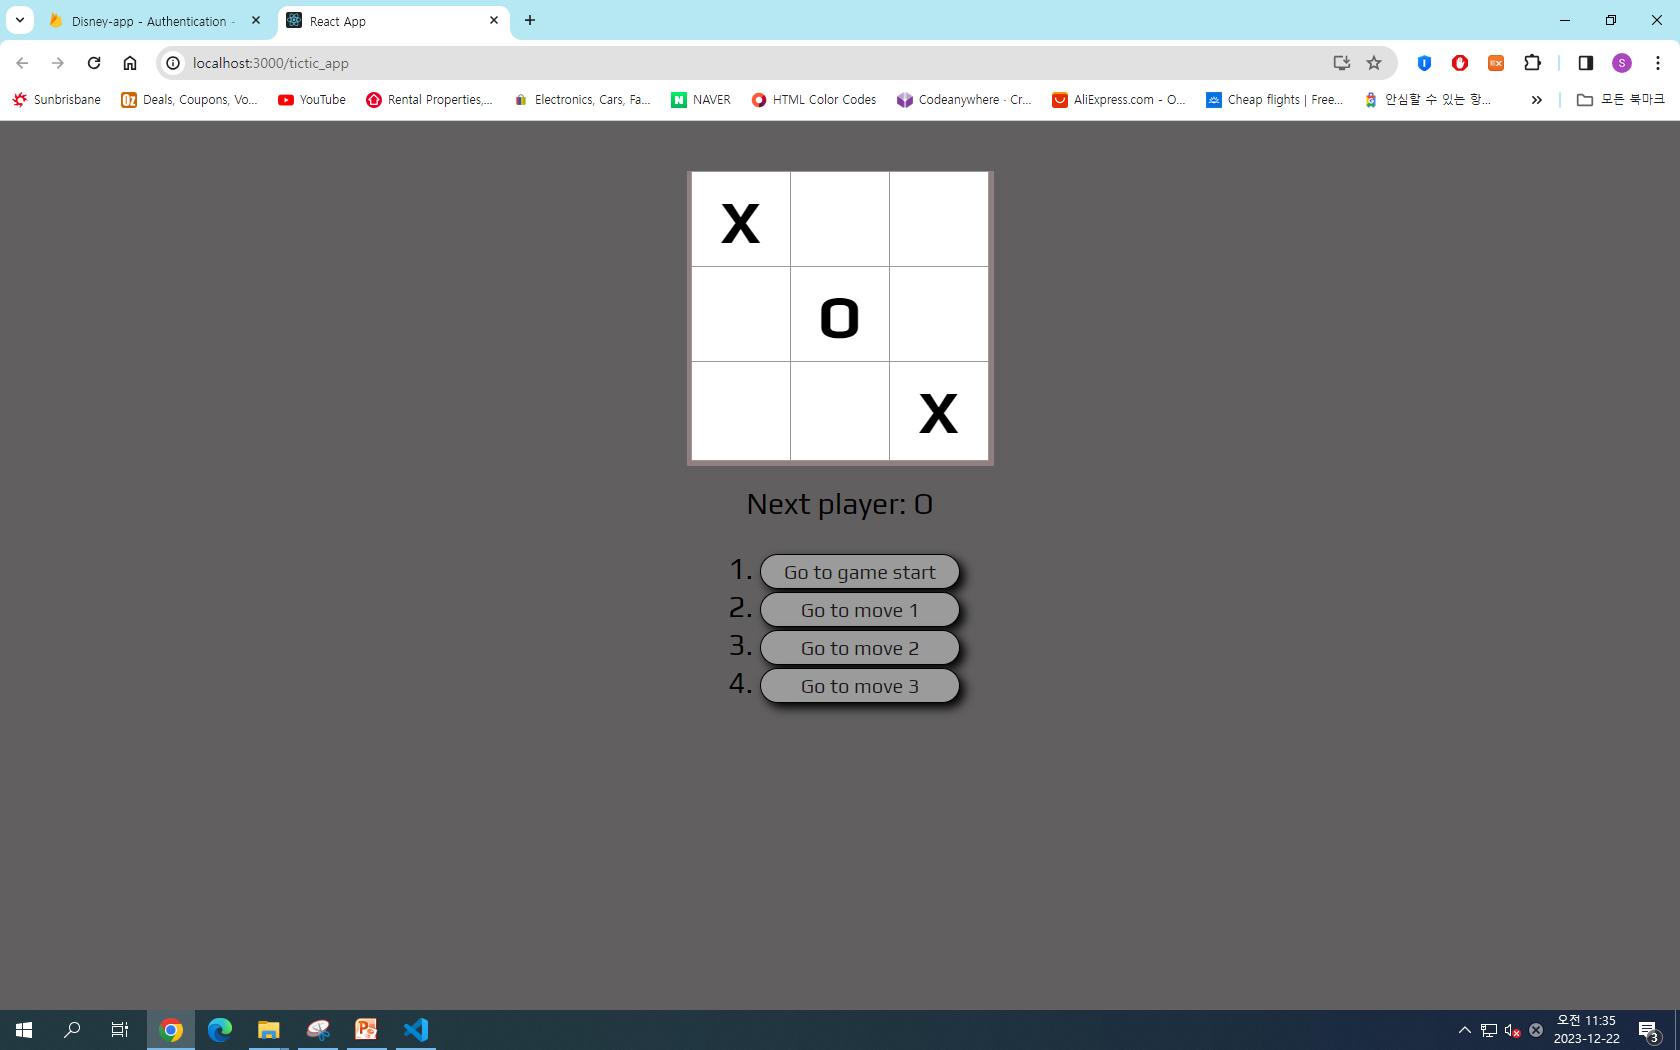 Disney-app - Authentication -
React App
localhost:3000/tictic_app
Sunbrisbane
Deals, Coupons, Vo...
YouTube
Rental Properties,...
Electronics, Cars, Fa...
NAVER
HTML Color Codes
Codeanywhere · Cr...
AliExpress.com - O...
Cheap flights | Free...
안심할 수 있는 항...
모든 북마크
X
O
X
Next player: O
1. Go to game start
2. Go to move 1
3. Go to move 2
4. Go to move 3
오전 11:35
2023-12-22
3